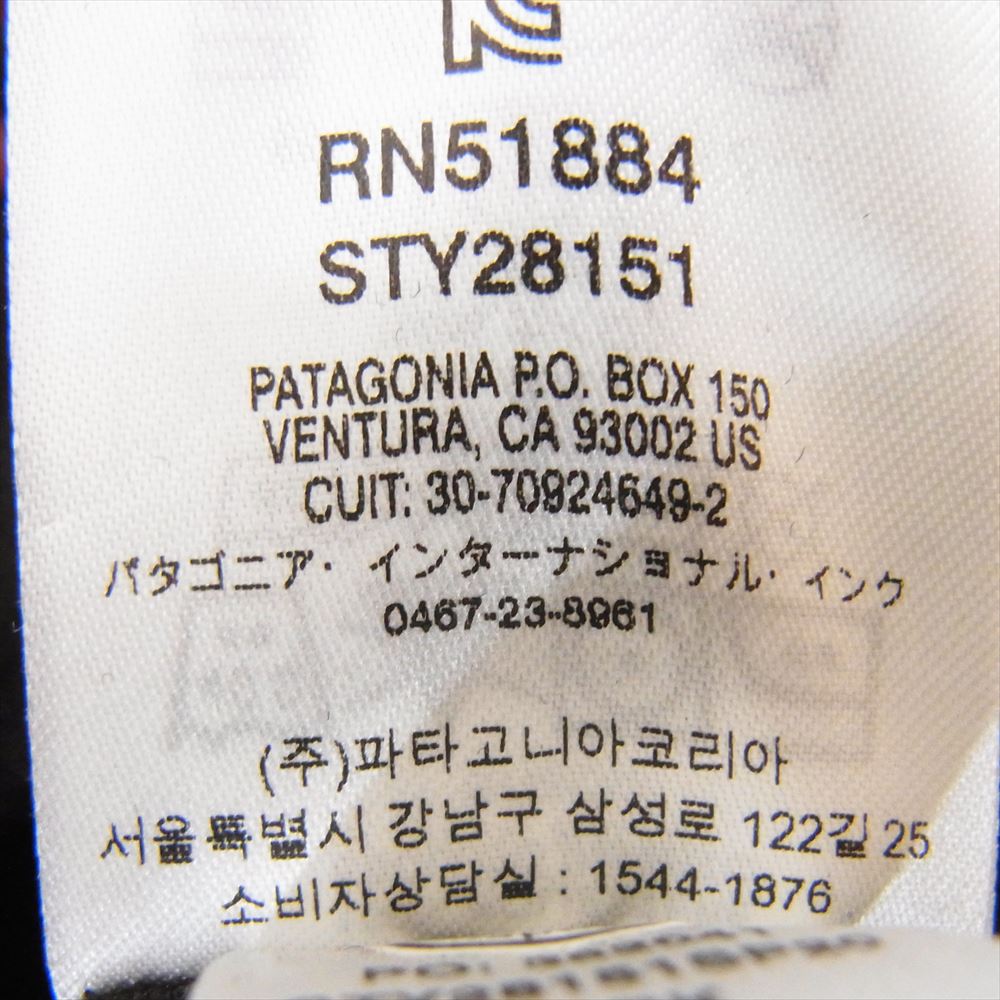 RN51884
STY28151
PATAGONIA P.O. BOX 150
VENTURA, CA 93002 US
CUIT: 30-70924649-2
パタゴニア・インターナショナル・インク
0467-23-8961
(주)파타고니아코리아
서울특별시 강남구 삼성로 122길 25
소비자상담실 : 1544-1876
PO: